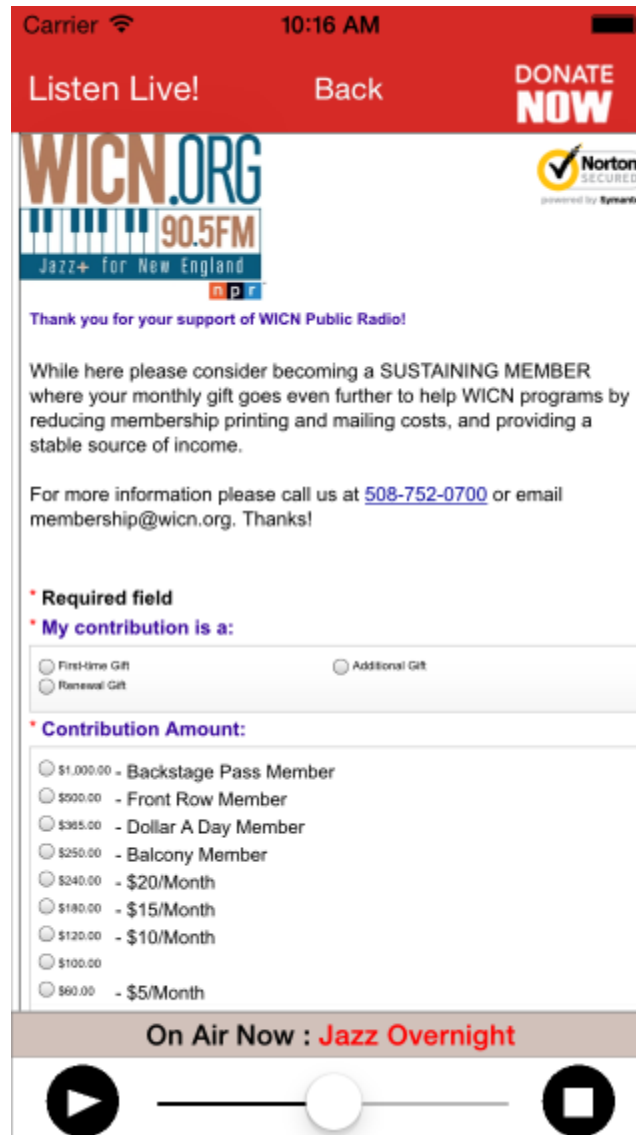 Carrier 10:16 AM
Listen Live! Back DONATE NOW
WICN.ORG
90.5FM
Jazz+ for New England
npr
Norton
SECURED
powered by
Thank you for your support of WICN Public Radio!
While here please consider becoming a SUSTAINING MEMBER
where your monthly gift goes even further to help WICN programs by
reducing membership printing and mailing costs, and providing a
stable source of income.
For more information please call us at 508-752-0700 or email
membership@wicn.org. Thanks!
* Required field
* My contribution is a:
First-time Gift Additional Gift
Renewal Gift
* Contribution Amount:
$1,000.00 - Backstage Pass Member
$500.00 - Front Row Member
$365.00 - Dollar A Day Member
$250.00 - Balcony Member
$240.00 - $20/Month
$180.00 - $15/Month
$120.00 - $10/Month
$100.00
$60.00 - $5/Month
On Air Now : Jazz Overnight